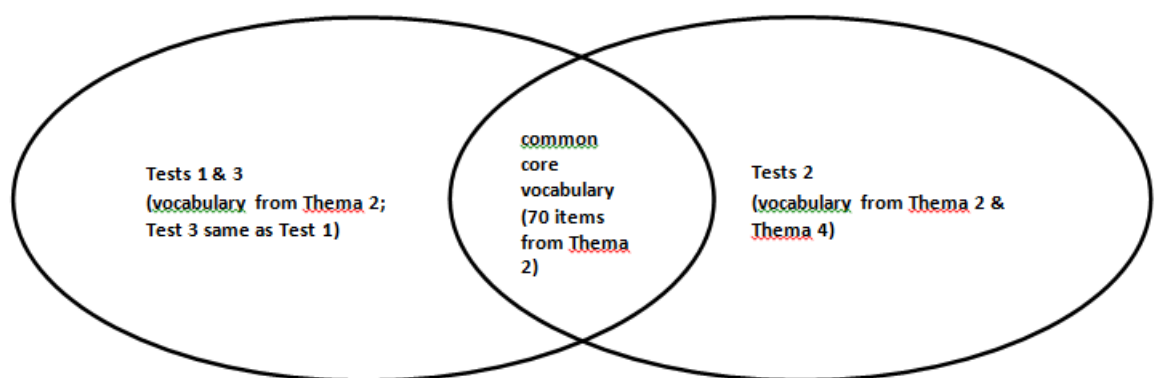 Tests 1 & 3
(vocabulary from Thema 2;
Test 3 same as Test 1)
common
core
vocabulary
(70 items
from Thema
2)
Tests 2
(vocabulary from Thema 2 &
Thema 4)